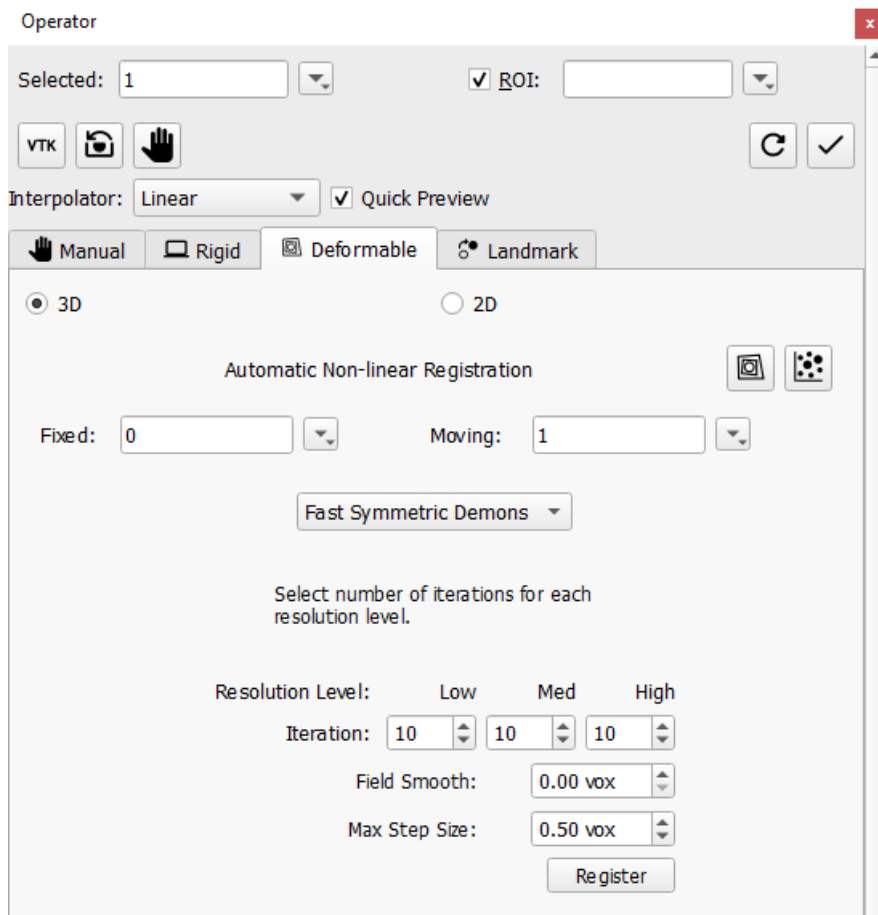 Operator
x
Selected: 1
ROI:
VTK
Interpolator: Linear Quick Preview
Manual Rigid Deformable Landmark
3D 2D
Automatic Non-linear Registration
Fixed: 0 Moving: 1
Fast Symmetric Demons
Select number of iterations for each
resolution level.
Resolution Level: Low Med High
Iteration: 10 10 10
Field Smooth: 0.00 vox
Max Step Size: 0.50 vox
Register